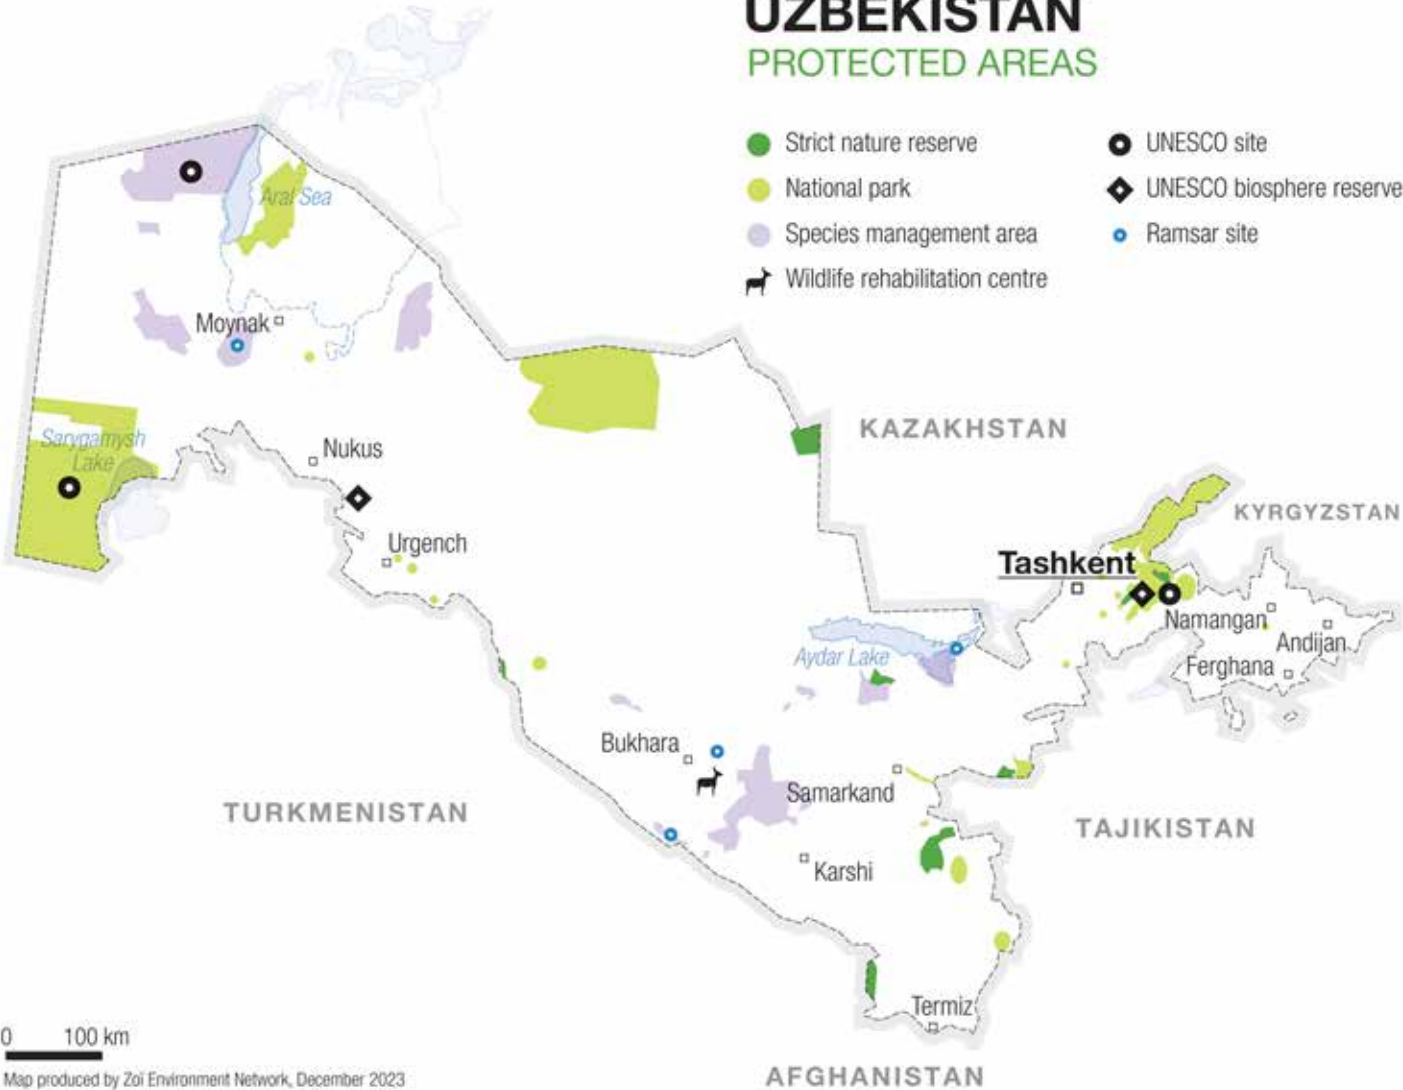 UZBEKISTAN
PROTECTED AREAS
Strict nature reserve
National park
Species management area
Wildlife rehabilitation centre
UNESCO site
UNESCO biosphere reserve
Ramsar site
Aral Sea
Moynak
Sarygamysh
Lake
Nukus
Urgench
KAZAKHSTAN
KYRGYZSTAN
Tashkent
Namangan
Andijan
Ferghana
Aydar Lake
Bukhara
Samarkand
TURKMENISTAN
TAJIKISTAN
Karshi
Termiz
0 100 km
Map produced by Zoï Environment Network, December 2023
AFGHANISTAN